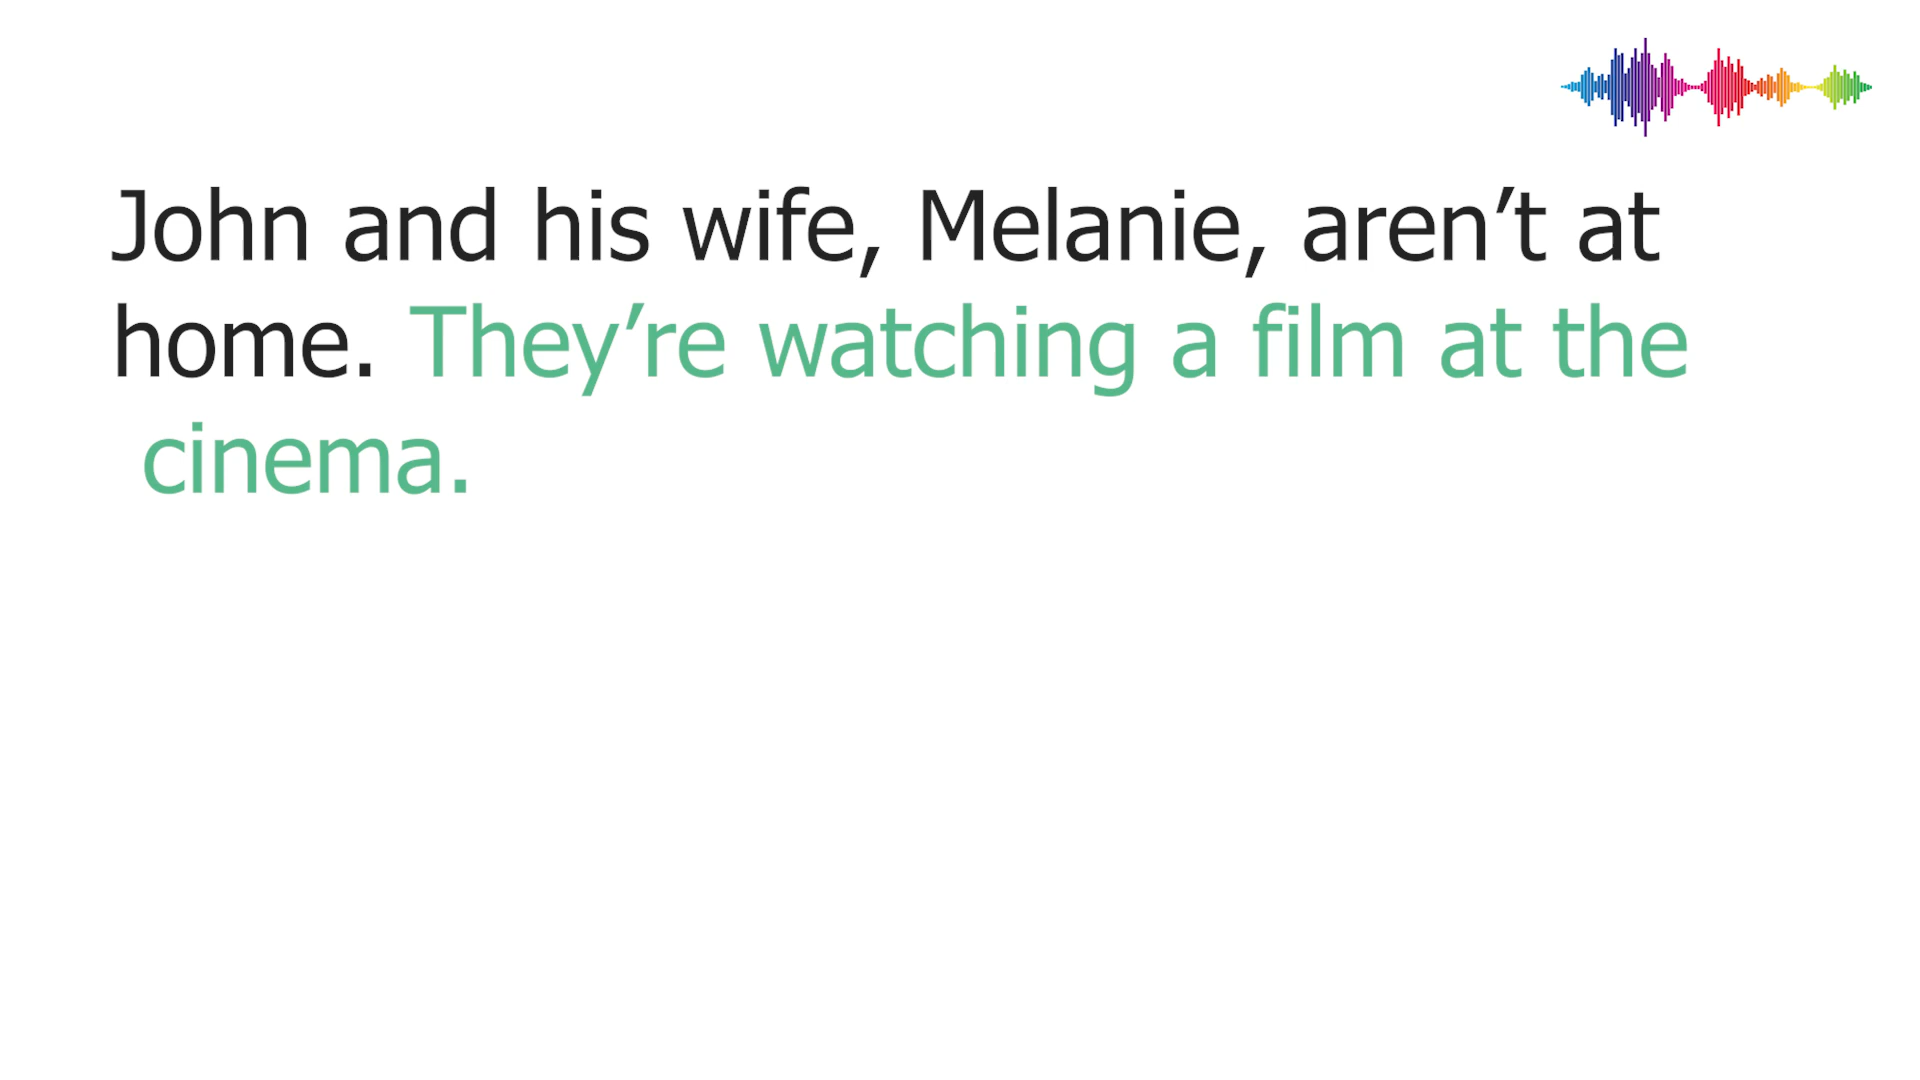 John and his wife, Melanie, aren’t at
home. They’re watching a film at the
cinema.